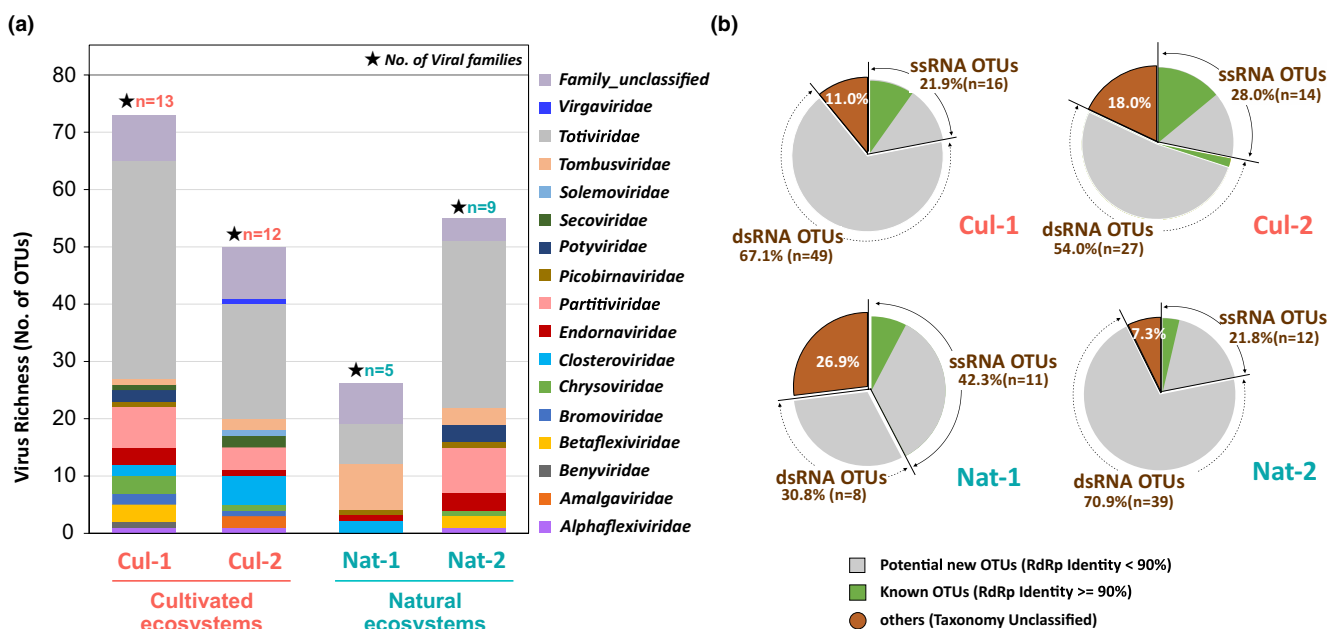 (a)
(b)
★ No. of Viral families
Virus Richness (No. of OTUs)
80
70
60
50
40
30
20
10
0
★n=13
★n=12
★n=5
★n=9
Cul-1
Cul-2
Nat-1
Nat-2
Cultivated
ecosystems
Natural
ecosystems
Family_unclassified
Virgaviridae
Totiviridae
Tombusviridae
Solemoviridae
Secoviridae
Potyviridae
Picobirnaviridae
Partitiviridae
Endornaviridae
Closteroviridae
Chrysoviridae
Bromoviridae
Betaflexiviridae
Benyviridae
Amalgaviridae
Alphaflexiviridae
ssRNA OTUs
21.9%(n=16)
11.0%
dsRNA OTUs
67.1% (n=49)
Cul-1
ssRNA OTUs
28.0%(n=14)
18.0%
dsRNA OTUs
54.0%(n=27)
Cul-2
26.9%
ssRNA OTUs
42.3%(n=11)
dsRNA OTUs
30.8% (n=8)
Nat-1
7.3%
ssRNA OTUs
21.8%(n=12)
dsRNA OTUs
70.9%(n=39)
Nat-2
Potential new OTUs (RdRp Identity < 90%)
Known OTUs (RdRp Identity >= 90%)
others (Taxonomy Unclassified)